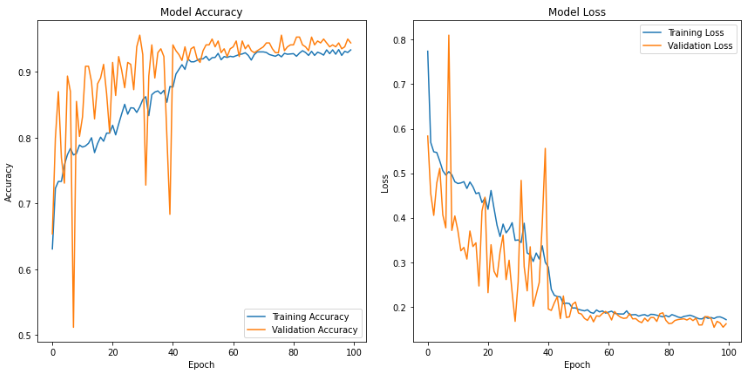 Model Accuracy
Accuracy
0.9
0.8
0.7
0.6
0.5
0
20
40
60
80
100
Epoch
Training Accuracy
Validation Accuracy
Model Loss
Loss
0.8
0.7
0.6
0.5
0.4
0.3
0.2
0
20
40
60
80
100
Epoch
Training Loss
Validation Loss